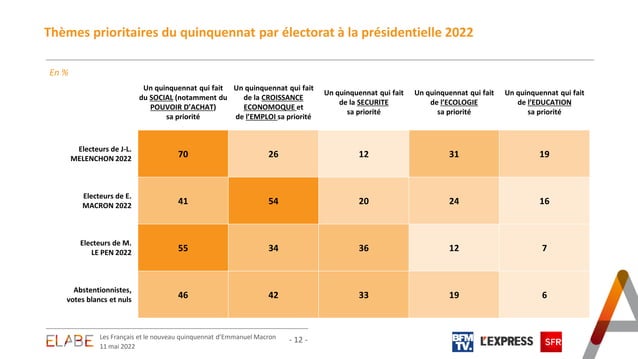 Thèmes prioritaires du quinquennat par électorat à la présidentielle 2022
En %
Un quinquennat qui fait
du SOCIAL (notamment du
POUVOIR D'ACHAT)
sa priorité
Un quinquennat qui fait
de la CROISSANCE
ECONOMOQUE et
de l'EMPLOI sa priorité
Un quinquennat qui fait
de la SECURITE
sa priorité
Un quinquennat qui fait
de l'ECOLOGIE
sa priorité
Un quinquennat qui fait
de l'EDUCATION
sa priorité
Electeurs de J-L.
MELENCHON 2022
70 26 12 31 19
Electeurs de E.
MACRON 2022
41 54 20 24 16
Electeurs de M.
LE PEN 2022
55 34 36 12 7
Abstentionnistes,
votes blancs et nuls
46 42 33 19 6
ELABE
Les Français et le nouveau quinquennat d'Emmanuel Macron
11 mai 2022
- 12 -
BFM
TV.
L'EXPRESS
SFR